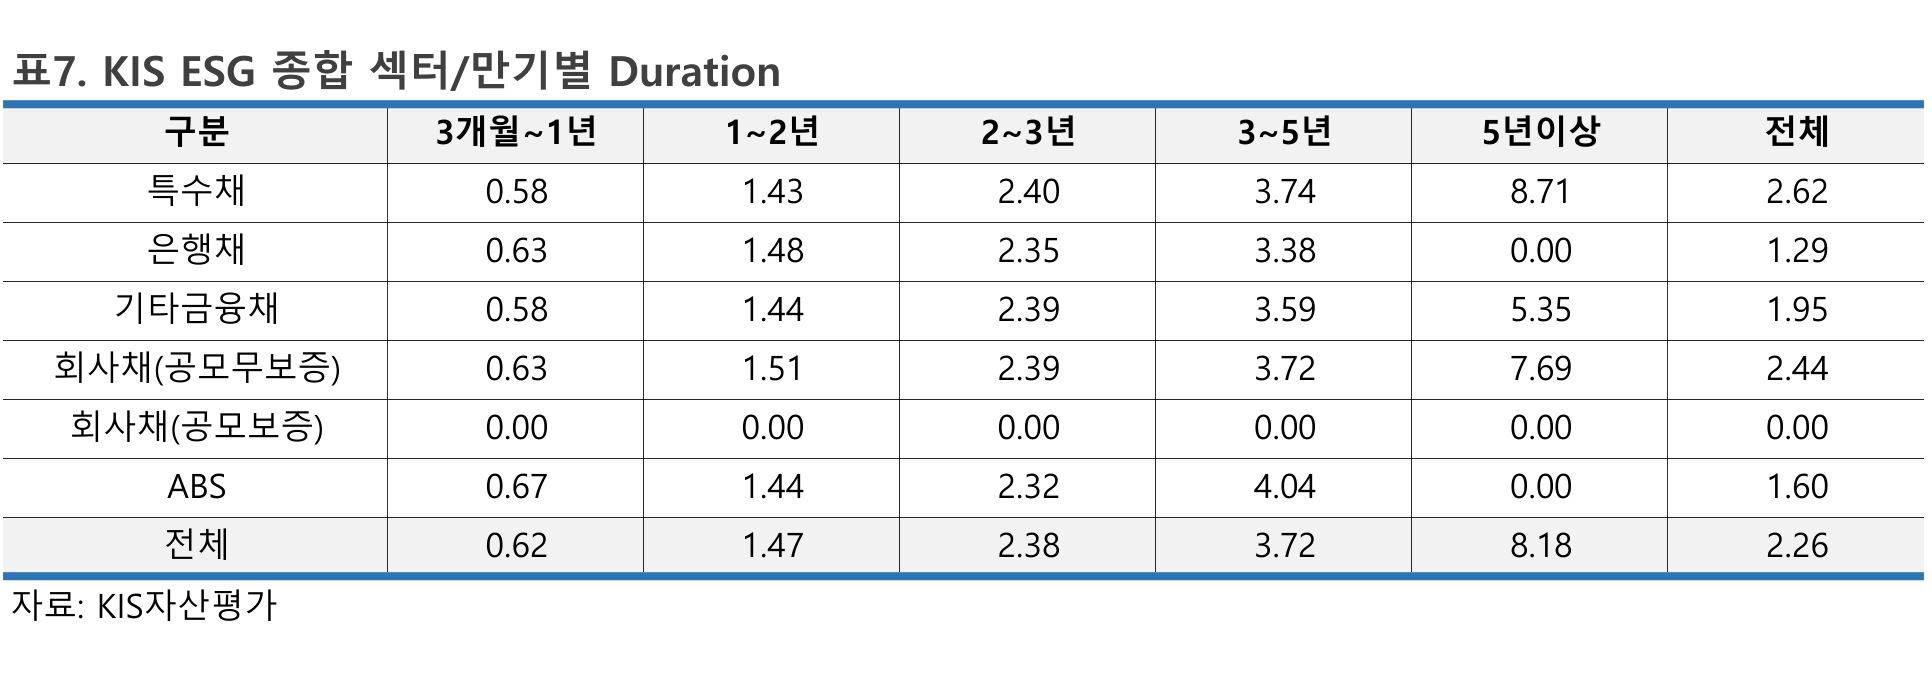 표7. KIS ESG 종합 섹터/만기별 Duration
구분 3개월~1년 1~2년 2~3년 3~5년 5년이상 전체
특수채 0.58 1.43 2.40 3.74 8.71 2.62
은행채 0.63 1.48 2.35 3.38 0.00 1.29
기타금융채 0.58 1.44 2.39 3.59 5.35 1.95
회사채(공모무보증) 0.63 1.51 2.39 3.72 7.69 2.44
회사채(공모보증) 0.00 0.00 0.00 0.00 0.00 0.00
ABS 0.67 1.44 2.32 4.04 0.00 1.60
전체 0.62 1.47 2.38 3.72 8.18 2.26
자료: KIS자산평가